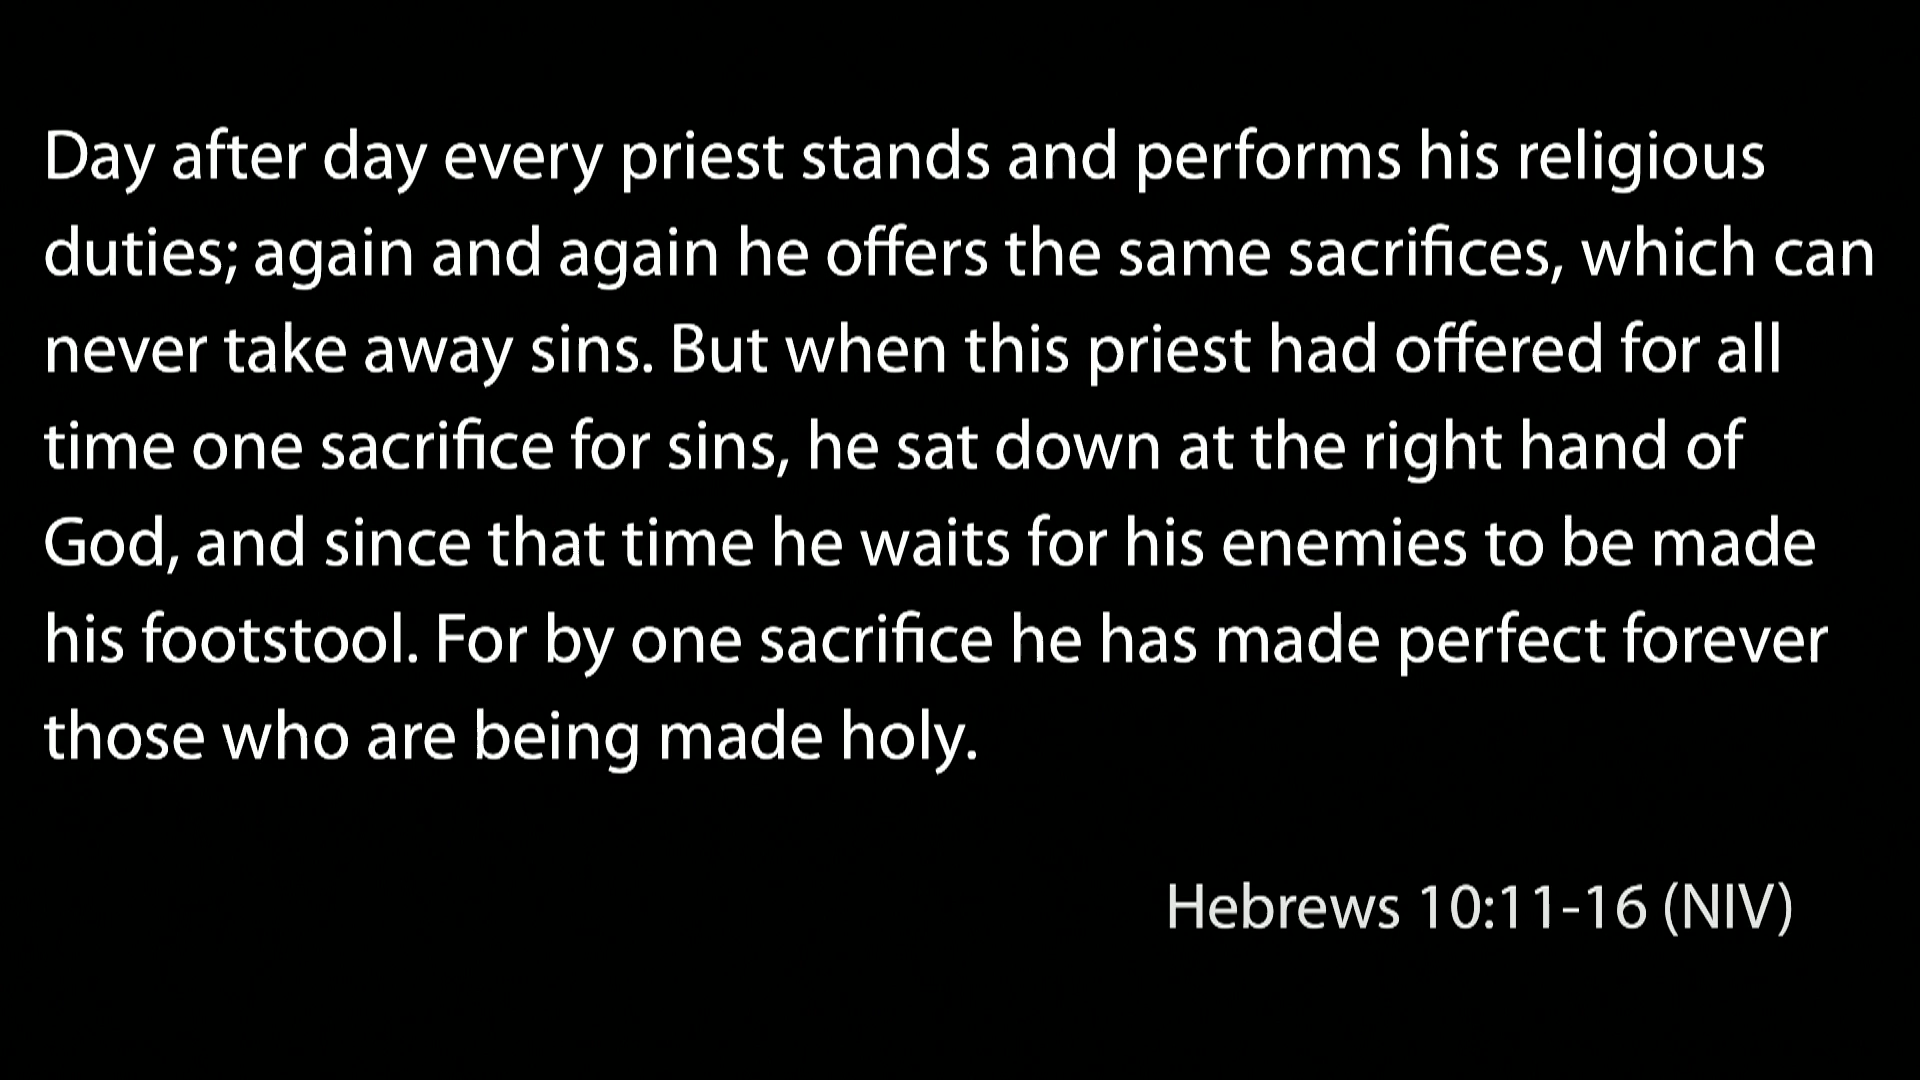 Day after day every priest stands and performs his religious
duties; again and again he offers the same sacrifices, which can
never take away sins. But when this priest had offered for all
time one sacrifice for sins, he sat down at the right hand of
God, and since that time he waits for his enemies to be made
his footstool. For by one sacrifice he has made perfect forever
those who are being made holy.
Hebrews 10:11-16 (NIV)